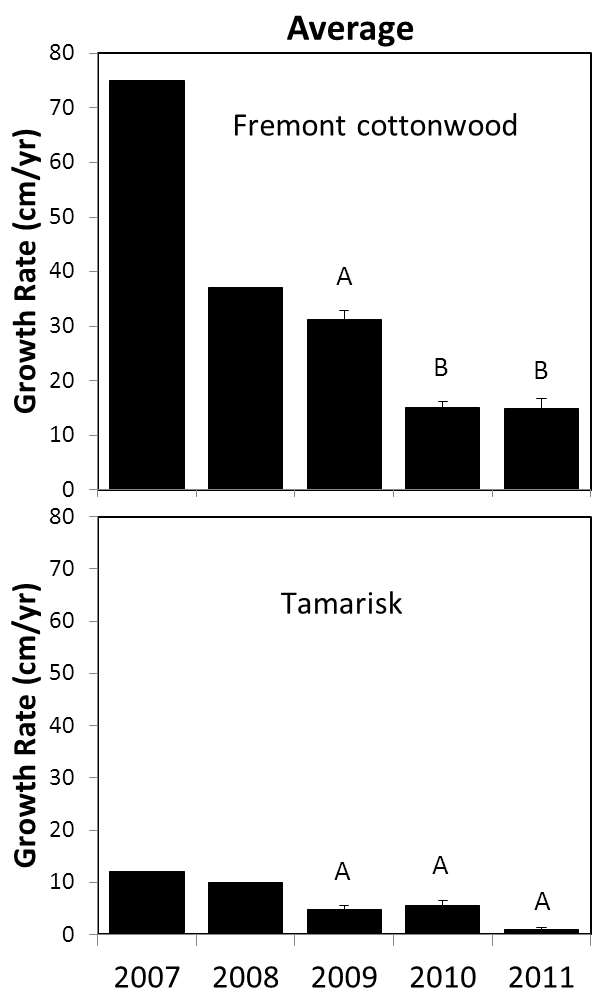 Average
Growth Rate (cm/yr)
80
70
60
50
40
30
20
10
0
Fremont cottonwood
A
B
B
Growth Rate (cm/yr)
80
70
60
50
40
30
20
10
0
Tamarisk
A
A
A
2007 2008 2009 2010 2011